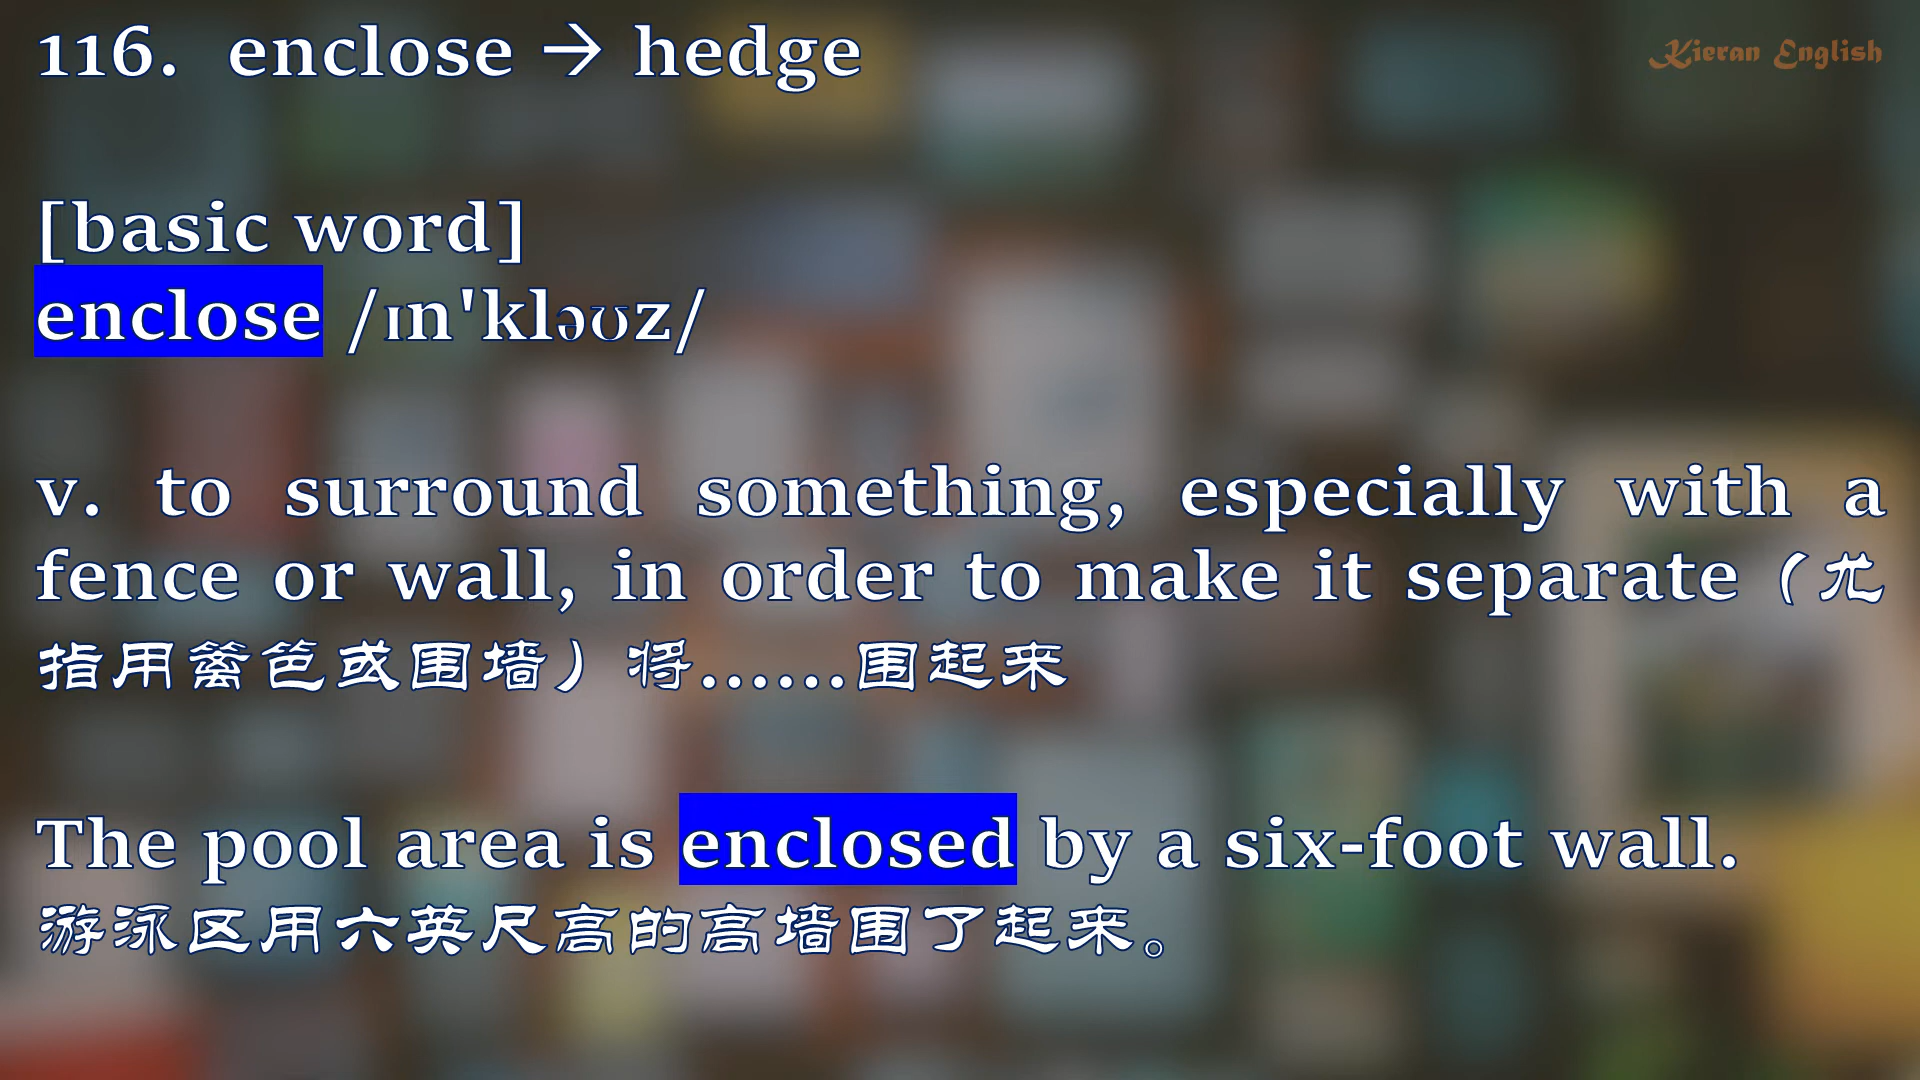 116. enclose → hedge
Kieran English
[basic word]
enclose /ɪn'kləʊz/
v. to surround something, especially with a
fence or wall, in order to make it separate（尤
指用篱笆或围墙）将……围起来
The pool area is enclosed by a six-foot wall.
游泳区用六英尺高的高墙围了起来。